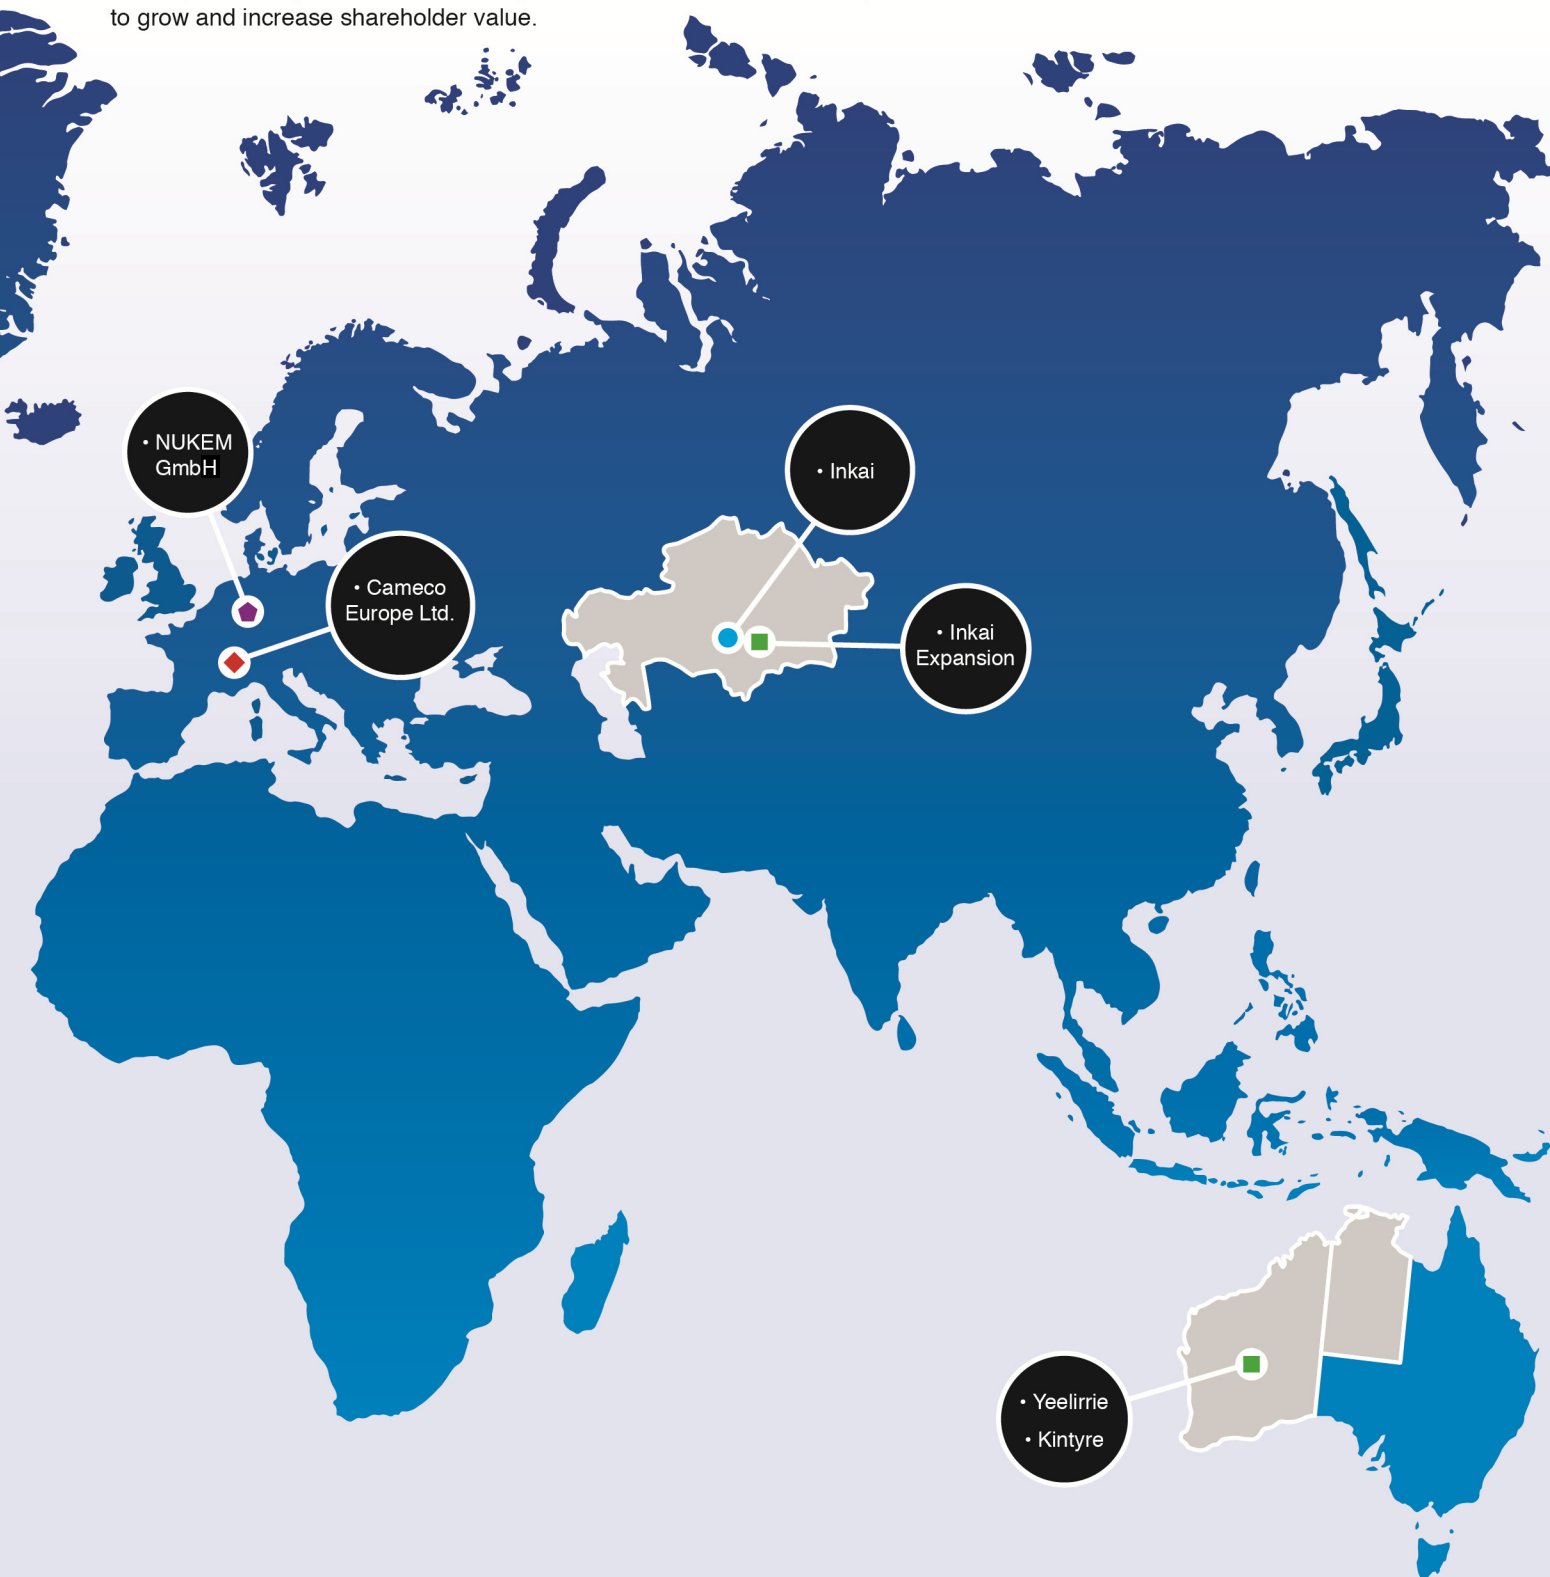 to grow and increase shareholder value.
• NUKEM
GmbH
• Inkai
• Cameco
Europe Ltd.
• Inkai
Expansion
• Yeelirrie
• Kintyre